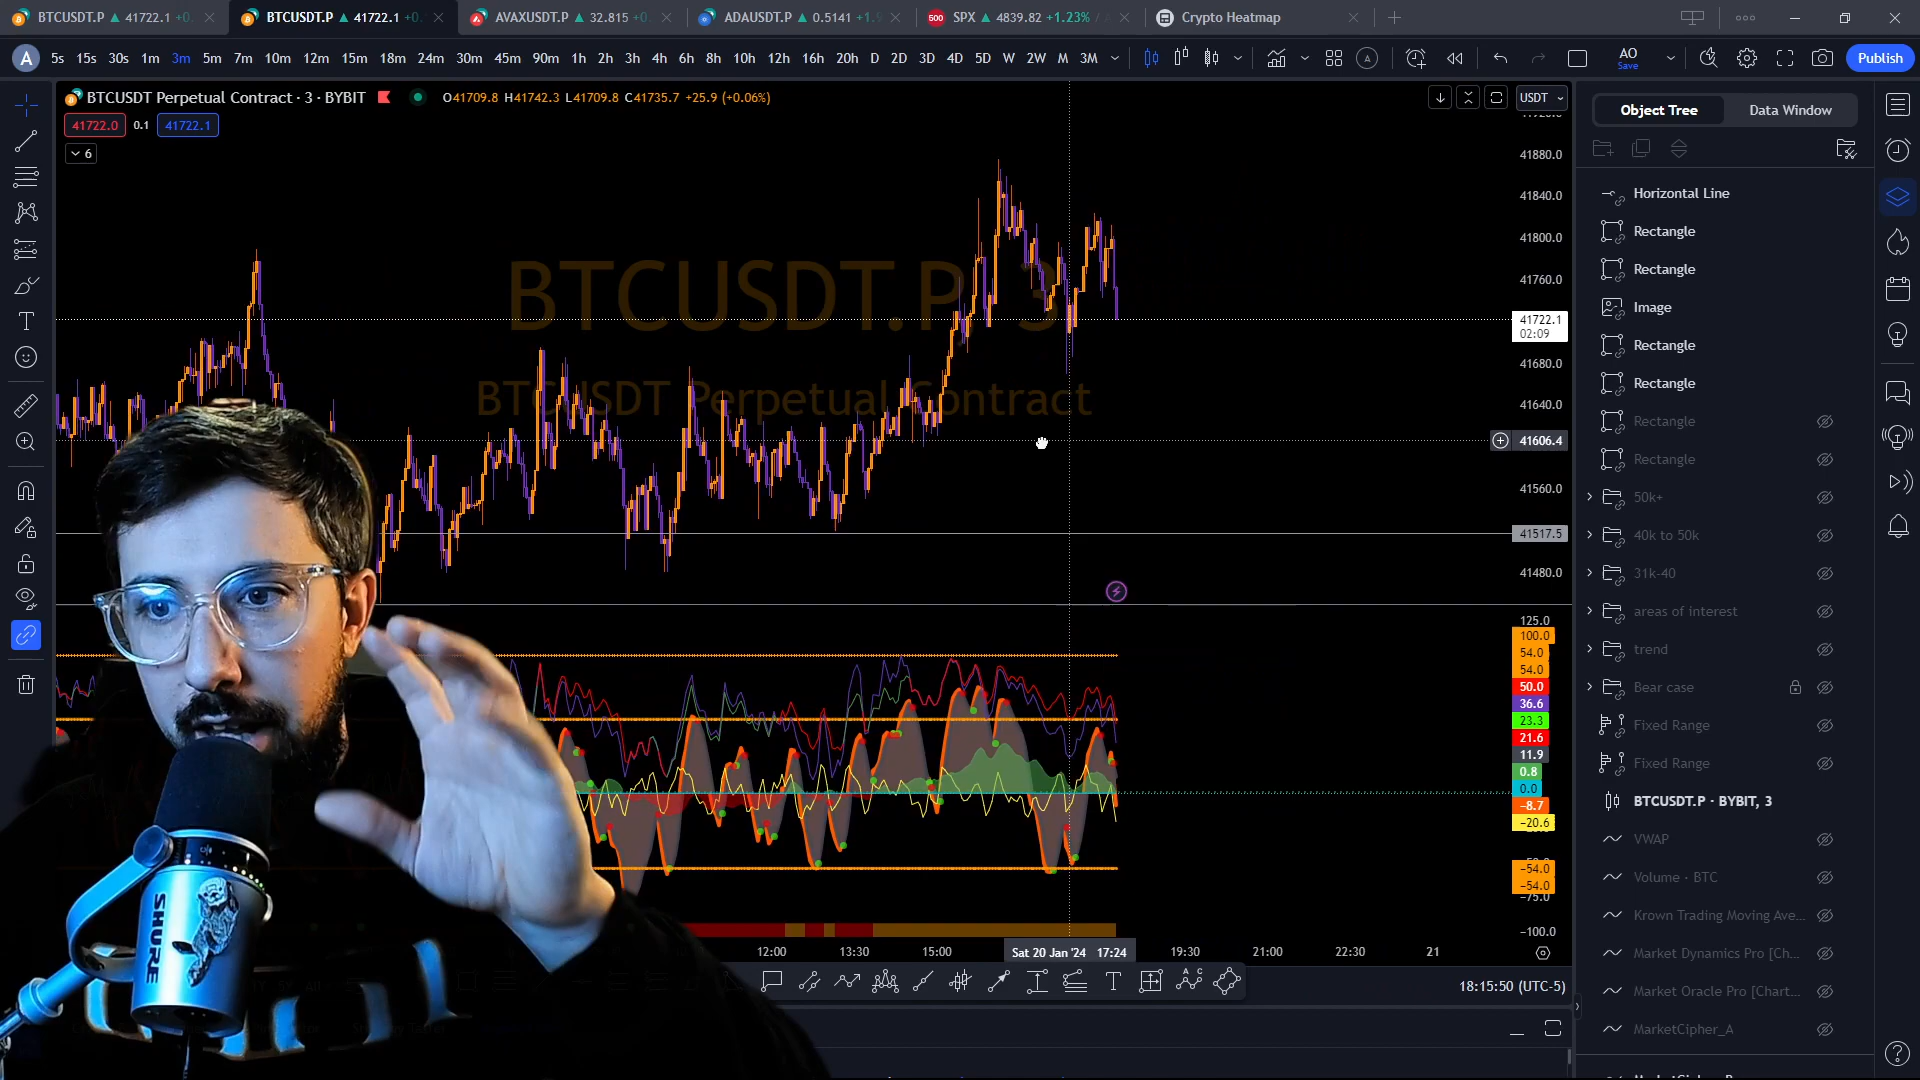 BTCUSDT.P ▲ 41722.1 +0.
BTCUSDT.P ▲ 41722.1 +0
AVAXUSDT.P ▲ 32.815 +0
ADAUSDT.P ▲ 0.5141 +1.
500 SPX ▲ 4839.82 +1.23% /
Crypto Heatmap
A 5s 15s 30s 1m 3m 5m 7m 10m 12m 15m 18m 24m 30m 45m 90m 1h 2h 3h 4h 6h 8h 10h 12h 16h 20h D 2D 3D 4D 5D W 2W M 3M
A
AO
Save
Publish
BTCUSDT Perpetual Contract · 3 · BYBIT
O41709.8 H41742.3 L41709.8 C41735.7 +25.9 (+0.06%)
USDT
41722.0 0.1 41722.1
6
BTCUSDT.P, 3
BTCUSDT Perpetual Contract
41880.0
41840.0
41800.0
41760.0
41722.1
02:09
41680.0
41640.0
41606.4
41560.0
41517.5
41480.0
125.0
100.0
54.0
54.0
50.0
36.6
23.3
21.6
11.9
0.8
0.0
−8.7
−20.6
−54.0
−54.0
−75.0
−100.0
12:00 13:30 15:00 Sat 20 Jan '24 17:24 19:30 21:00 22:30 21
18:15:50 (UTC-5)
Object Tree
Data Window
Horizontal Line
Rectangle
Rectangle
Image
Rectangle
Rectangle
Rectangle
Rectangle
50k+
40k to 50k
31k-40
areas of interest
trend
Bear case
Fixed Range
Fixed Range
BTCUSDT.P · BYBIT, 3
VWAP
Volume · BTC
Krown Trading Moving Ave...
Market Dynamics Pro [Ch...
Market Oracle Pro [Chart...
MarketCipher_A
SHURE